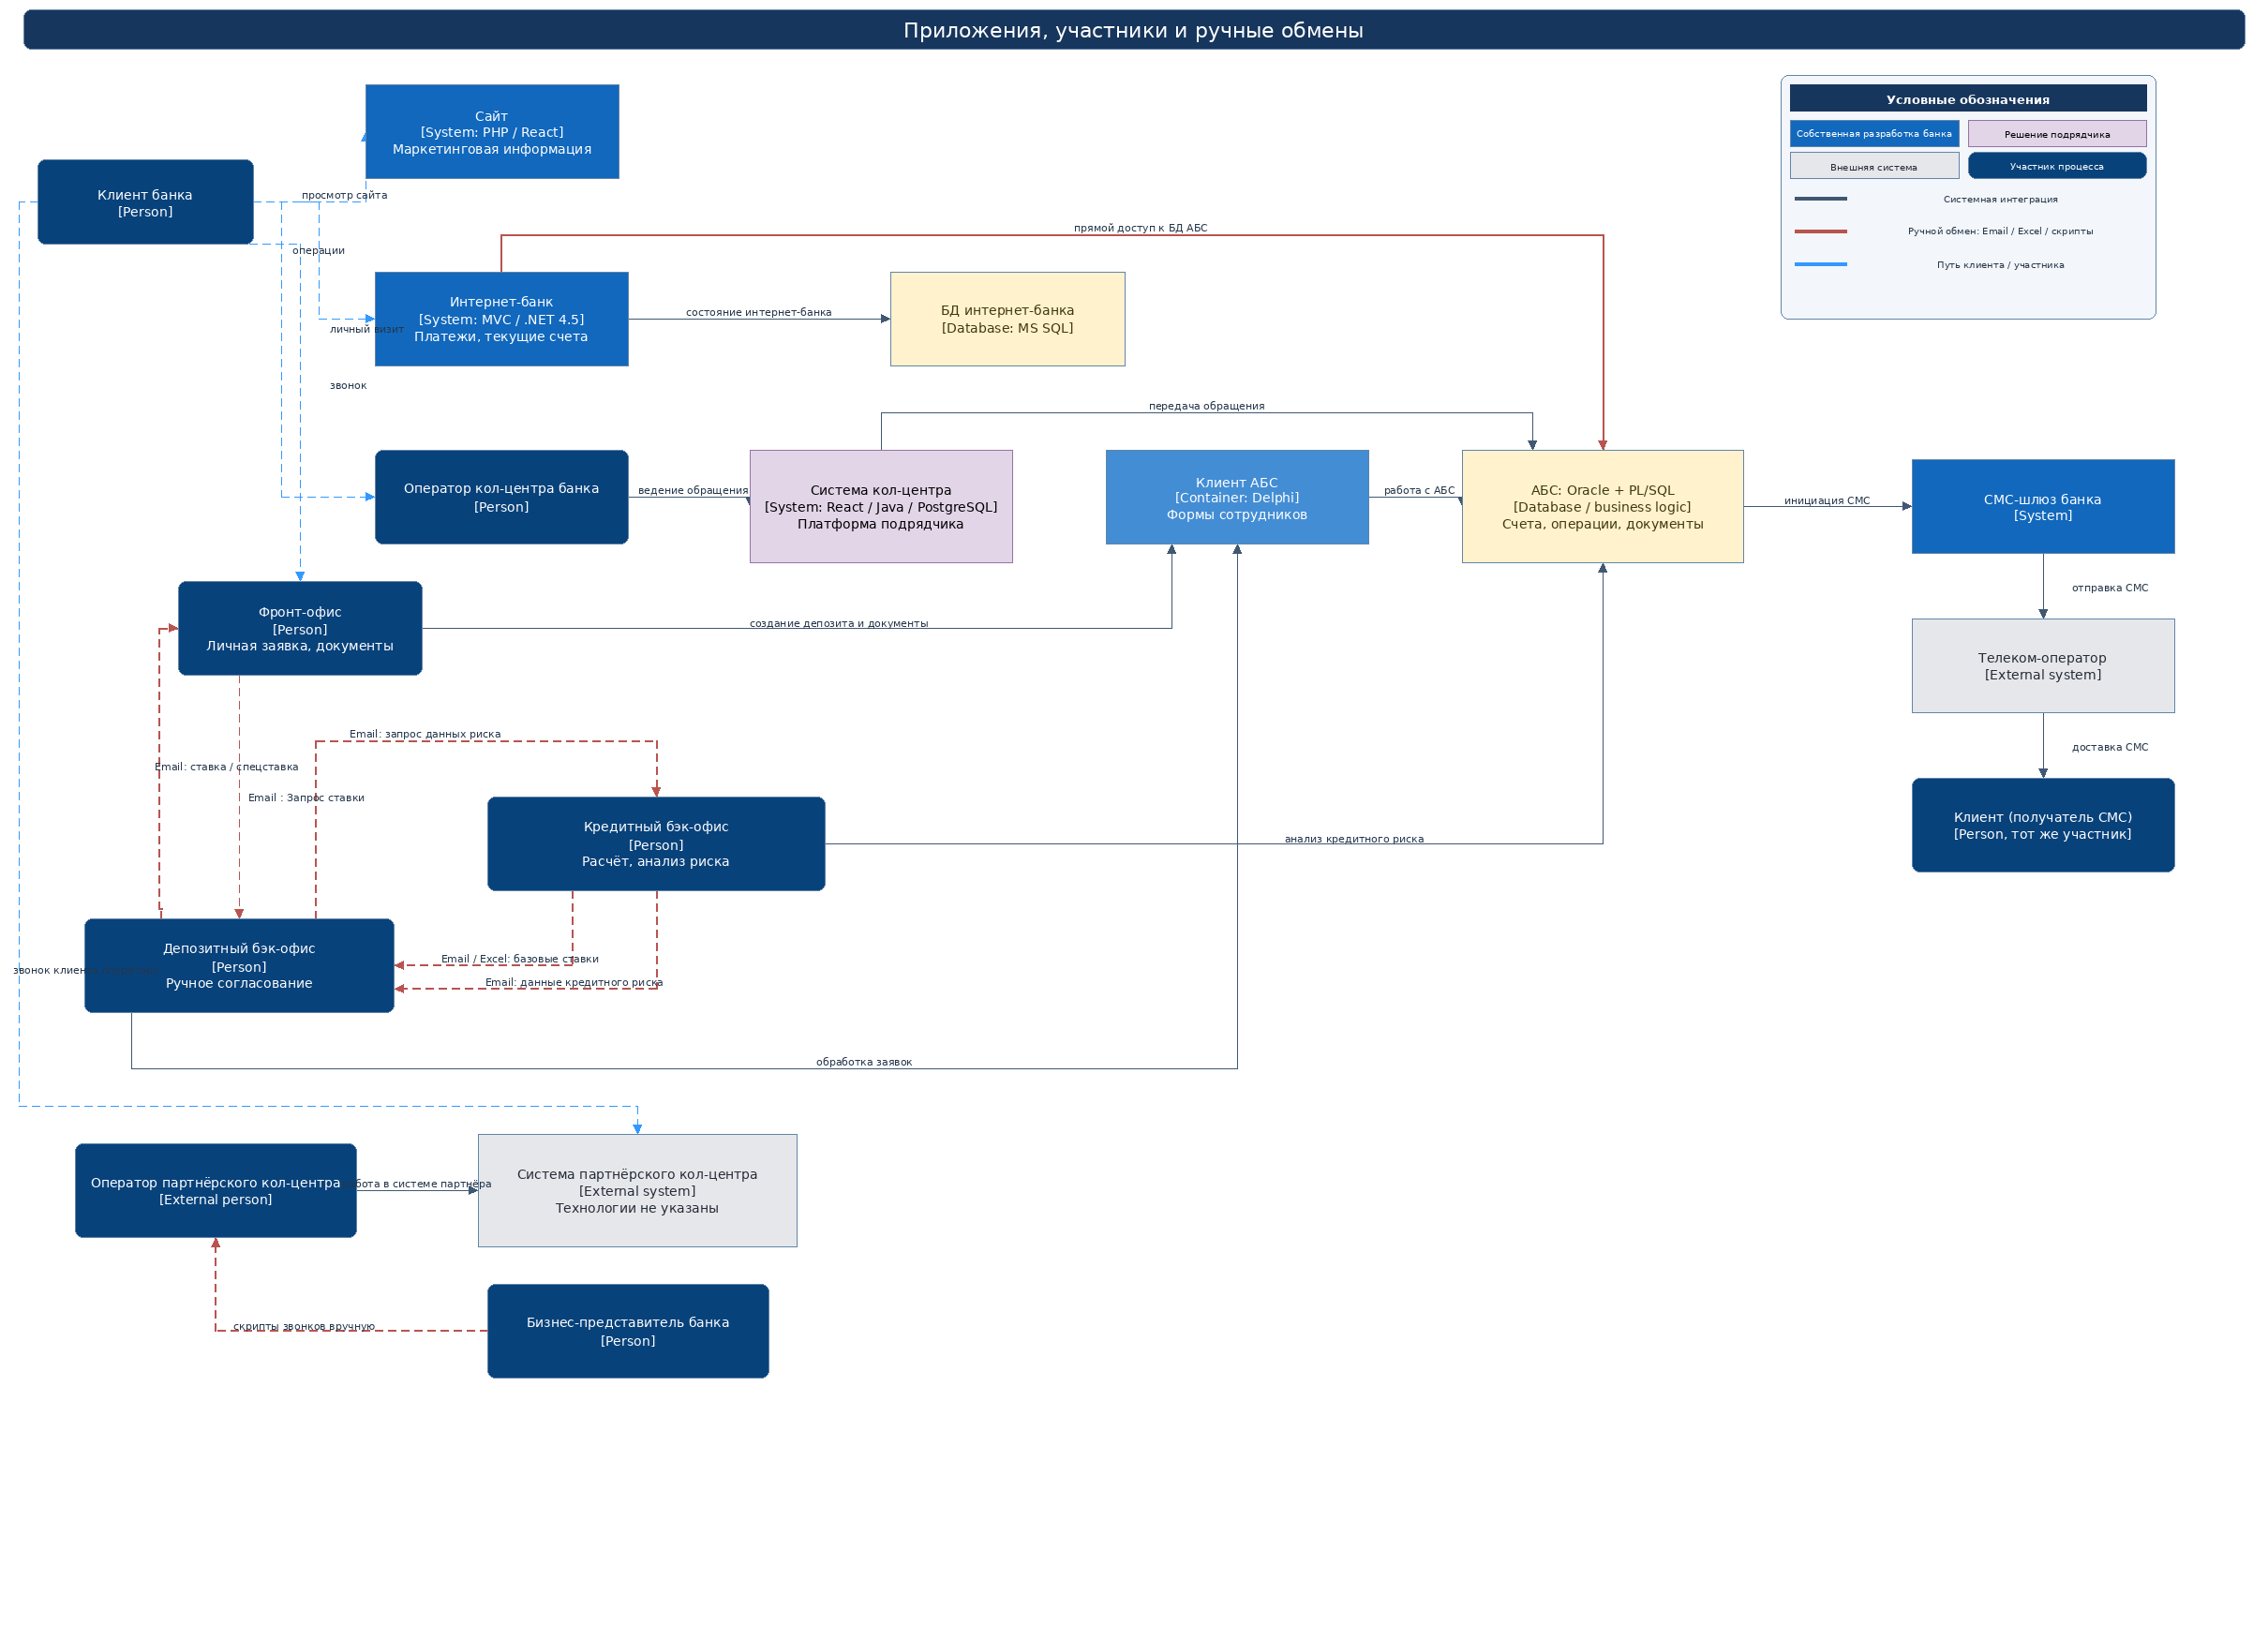 Приложения, участники и ручные обмены
Условные обозначения
Собственная разработка банка
Решение подрядчика
Внешняя система
Участник процесса
Системная интеграция
Ручной обмен: Email / Excel / скрипты
Путь клиента / участника
Сайт
[System: PHP / React]
Маркетинговая информация
Клиент банка
[Person]
просмотр сайта
операции
личный визит
звонок
прямой доступ к БД АБС
Интернет-банк
[System: MVC / .NET 4.5]
Платежи, текущие счета
состояние интернет-банка
БД интернет-банка
[Database: MS SQL]
передача обращения
Оператор кол-центра банка
[Person]
ведение обращения
Система кол-центра
[System: React / Java / PostgreSQL]
Платформа подрядчика
Клиент АБС
[Container: Delphi]
Формы сотрудников
работа с АБС
АБС: Oracle + PL/SQL
[Database / business logic]
Счета, операции, документы
инициация СМС
СМС-шлюз банка
[System]
отправка СМС
Телеком-оператор
[External system]
доставка СМС
Клиент (получатель СМС)
[Person, тот же участник]
Фронт-офис
[Person]
Личная заявка, документы
создание депозита и документы
Email: запрос данных риска
Email: ставка / спецставка
Email : Запрос ставки
Кредитный бэк-офис
[Person]
Расчёт, анализ риска
анализ кредитного риска
Депозитный бэк-офис
[Person]
Ручное согласование
Email / Excel: базовые ставки
Email: данные кредитного риска
звонок
обработка заявок
Оператор партнёрского кол-центра
[External person]
в системе партнёра
Система партнёрского кол-центра
[External system]
Технологии не указаны
скрипты звонков вручную
Бизнес-представитель банка
[Person]